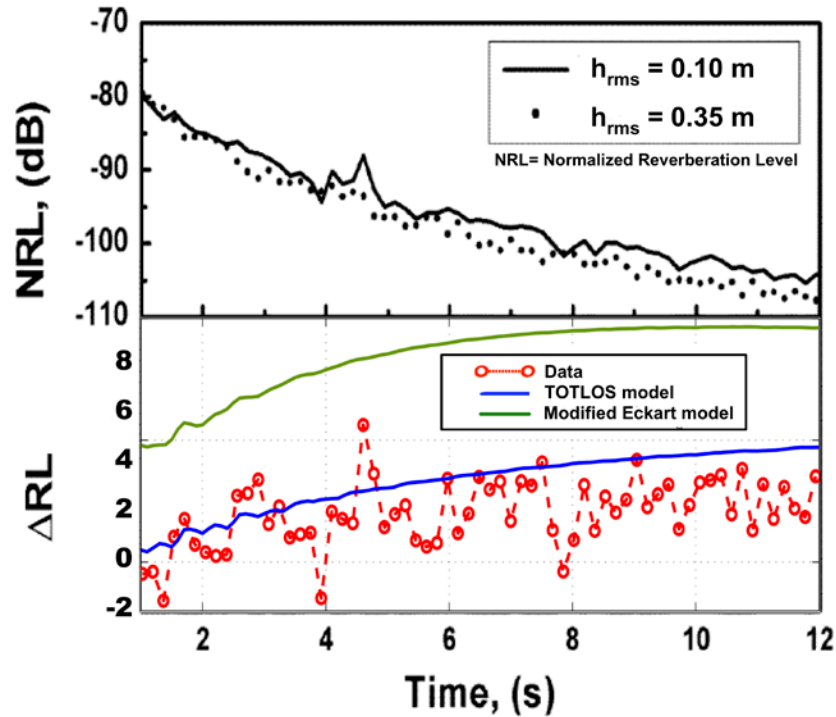 -70
-80
-90
-100
-110
NRL, (dB)
h_rms = 0.10 m
h_rms = 0.35 m
NRL= Normalized Reverberation Level
8
6
4
2
0
-2
ΔRL
Data
TOTLOS model
Modified Eckart model
2 4 6 8 10 12
Time, (s)